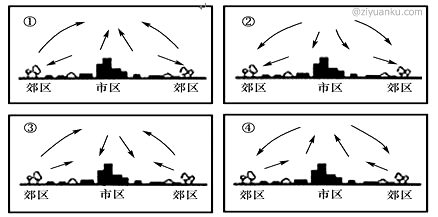 @ziyuanku.com
①
郊区 市区 郊区
②
郊区 市区 郊区
③
郊区 市区 郊区
④
郊区 市区 郊区